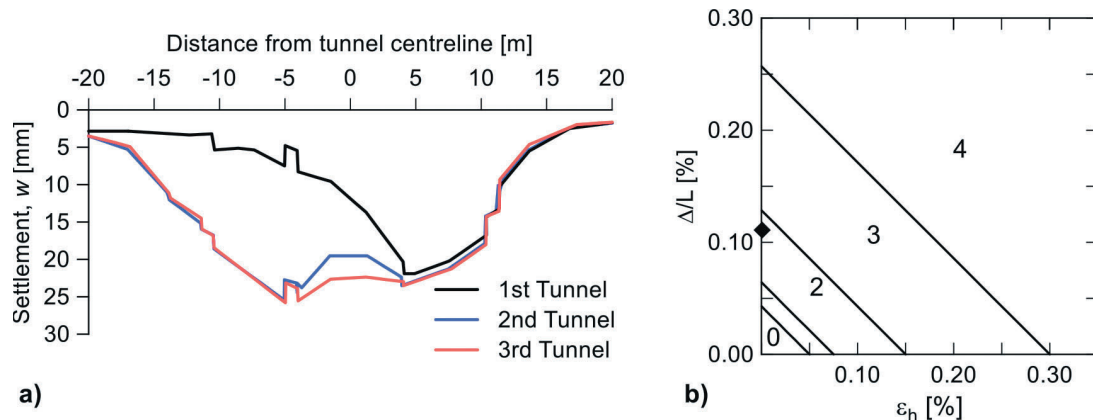 Distance from tunnel centreline [m]
-20 -15 -10 -5 0 5 10 15 20
Settlement, w [mm]
0
5
10
15
20
25
30
1st Tunnel
2nd Tunnel
3rd Tunnel
a)
Δ/L [%]
0.30
0.20
0.10
0.00
4
3
2
0
0.10 0.20 0.30
εh [%]
b)